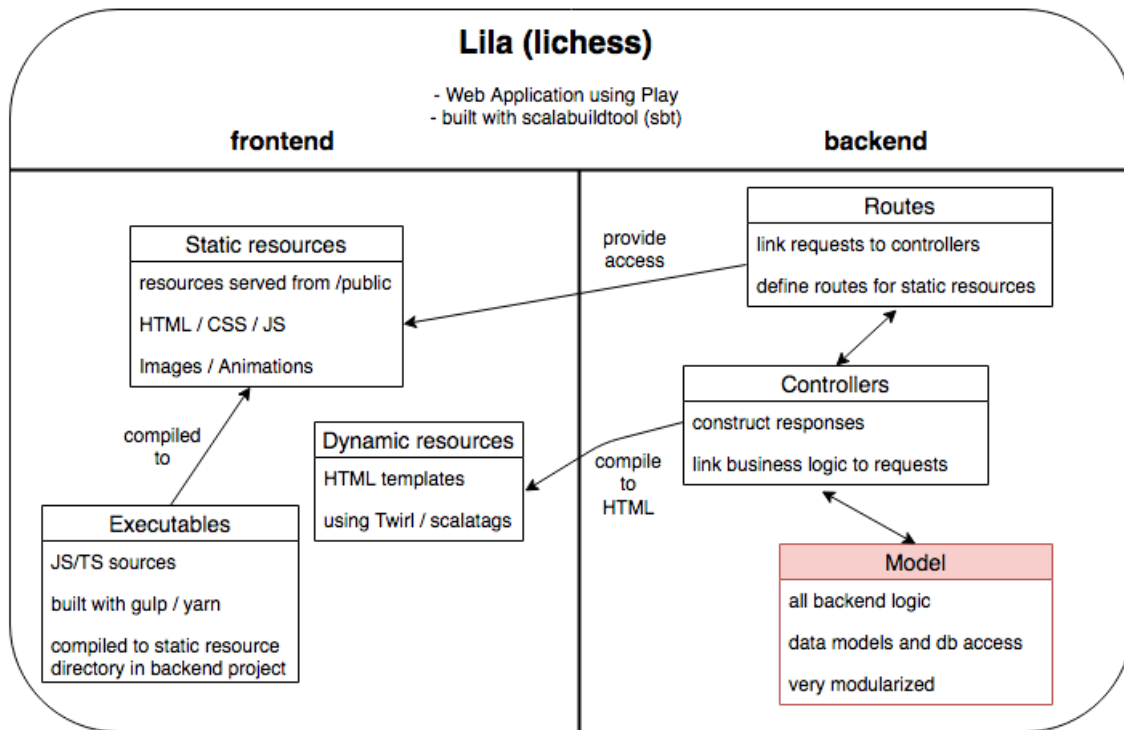 Lila (lichess)
- Web Application using Play
- built with scalabuildtool (sbt)
frontend
backend
Static resources
resources served from /public
HTML / CSS / JS
Images / Animations
compiled
to
Executables
JS/TS sources
built with gulp / yarn
compiled to static resource
directory in backend project
Dynamic resources
HTML templates
using Twirl / scalatags
provide
access
compile
to
HTML
Routes
link requests to controllers
define routes for static resources
Controllers
construct responses
link business logic to requests
Model
all backend logic
data models and db access
very modularized